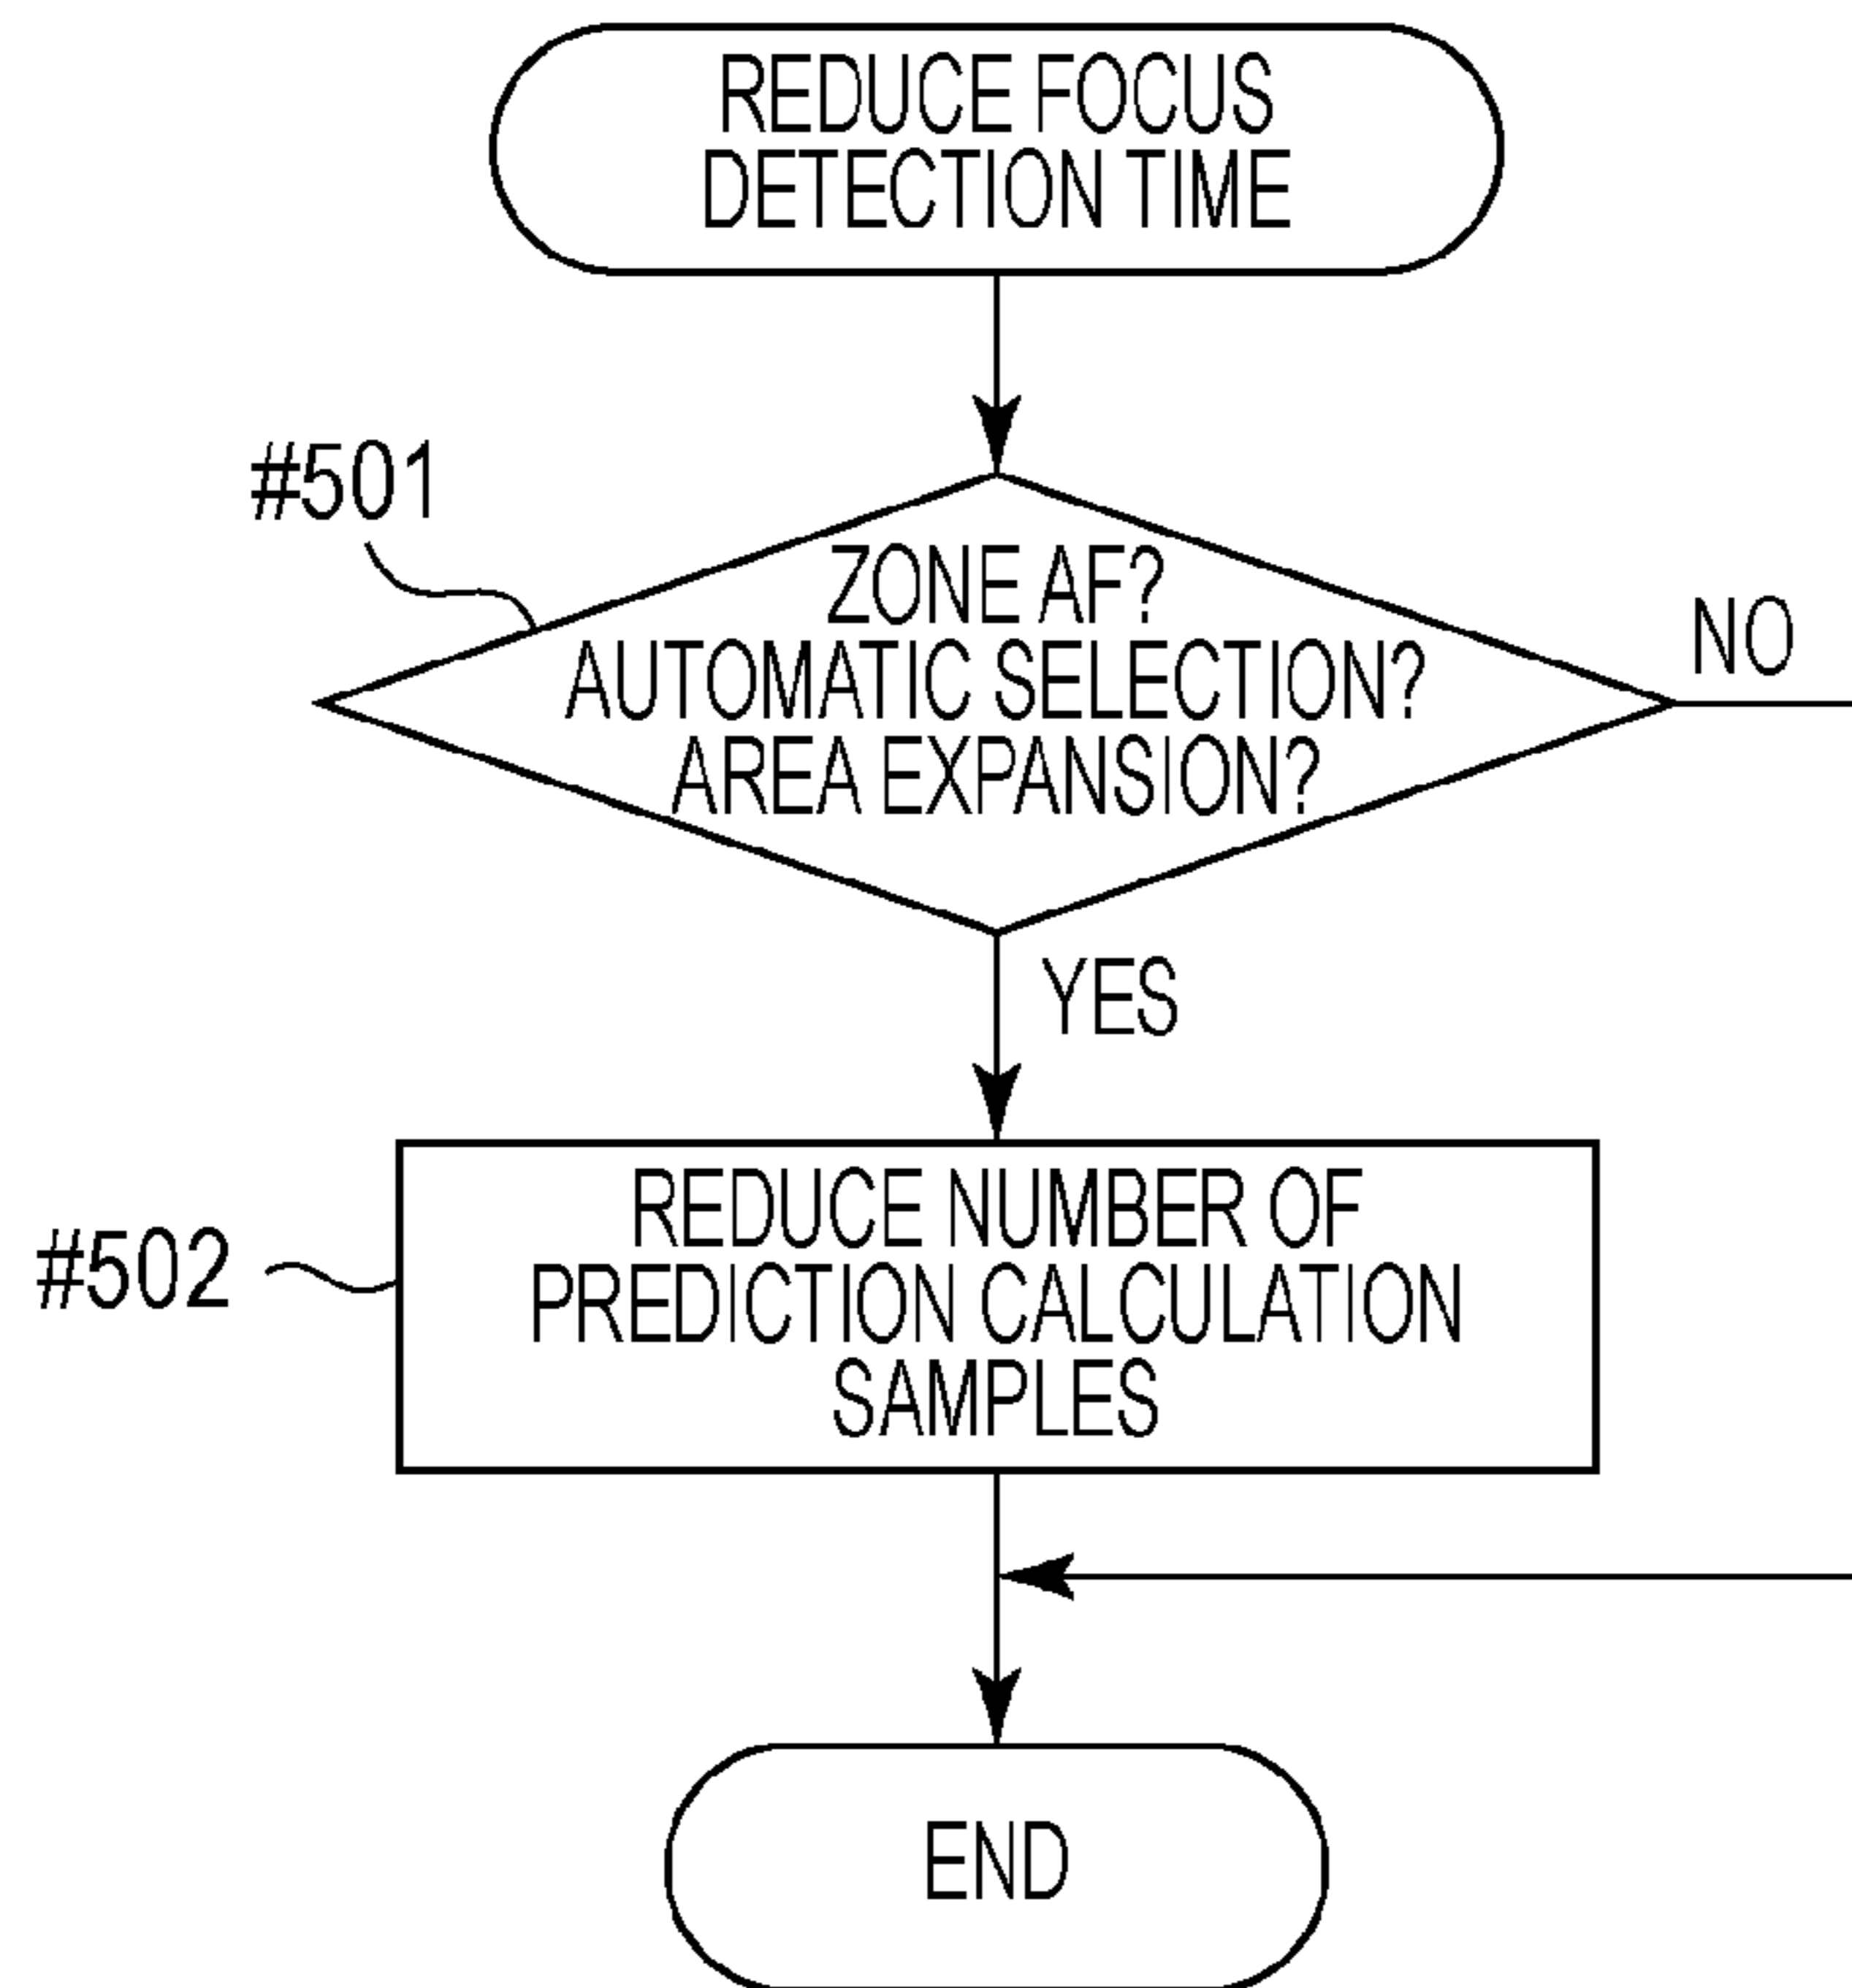 REDUCE FOCUS
DETECTION TIME
#501
ZONE AF?
AUTOMATIC SELECTION?
AREA EXPANSION?
NO
YES
#502
REDUCE NUMBER OF
PREDICTION CALCULATION
SAMPLES
END